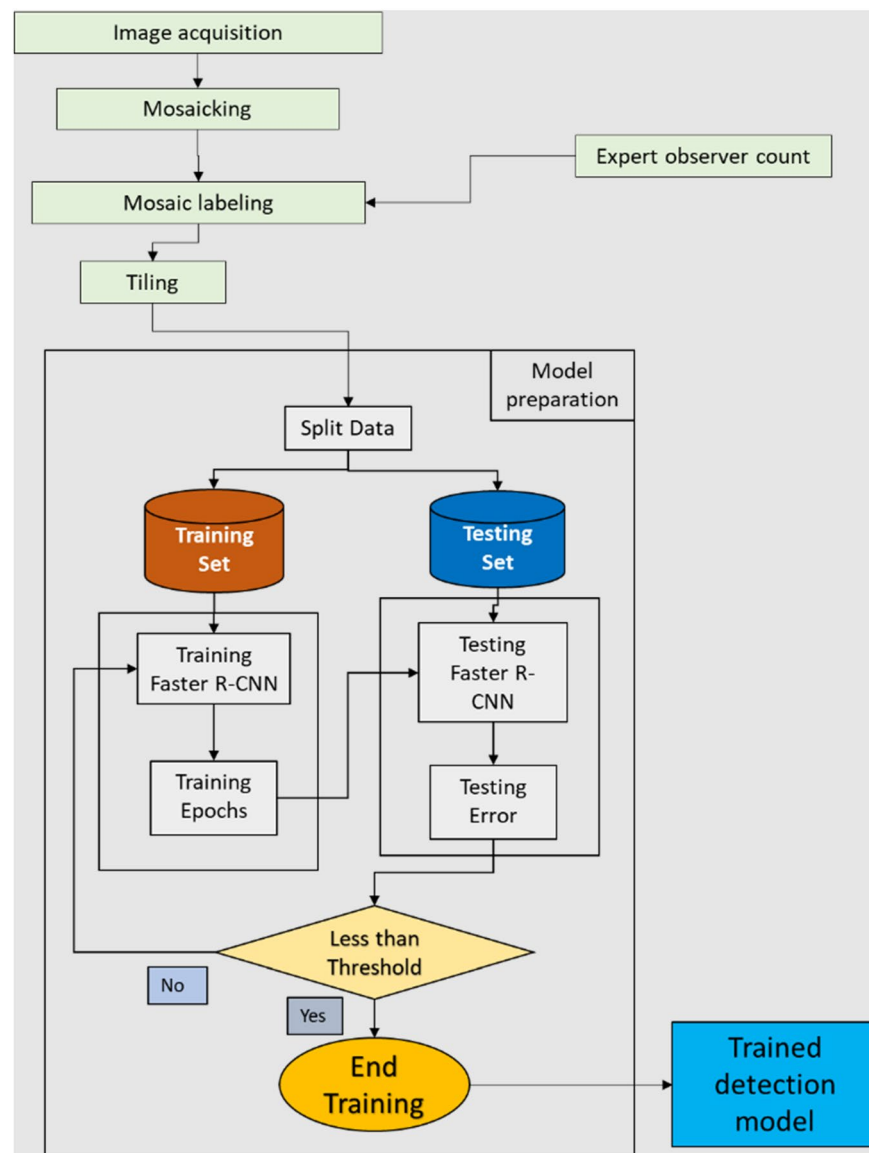 Image acquisition
Mosaicking
Expert observer count
Mosaic labeling
Tiling
Model
preparation
Split Data
Training
Set
Testing
Set
Training
Faster R-CNN
Testing
Faster R-
CNN
Training
Epochs
Testing
Error
Less than
Threshold
No
Yes
End
Training
Trained
detection
model